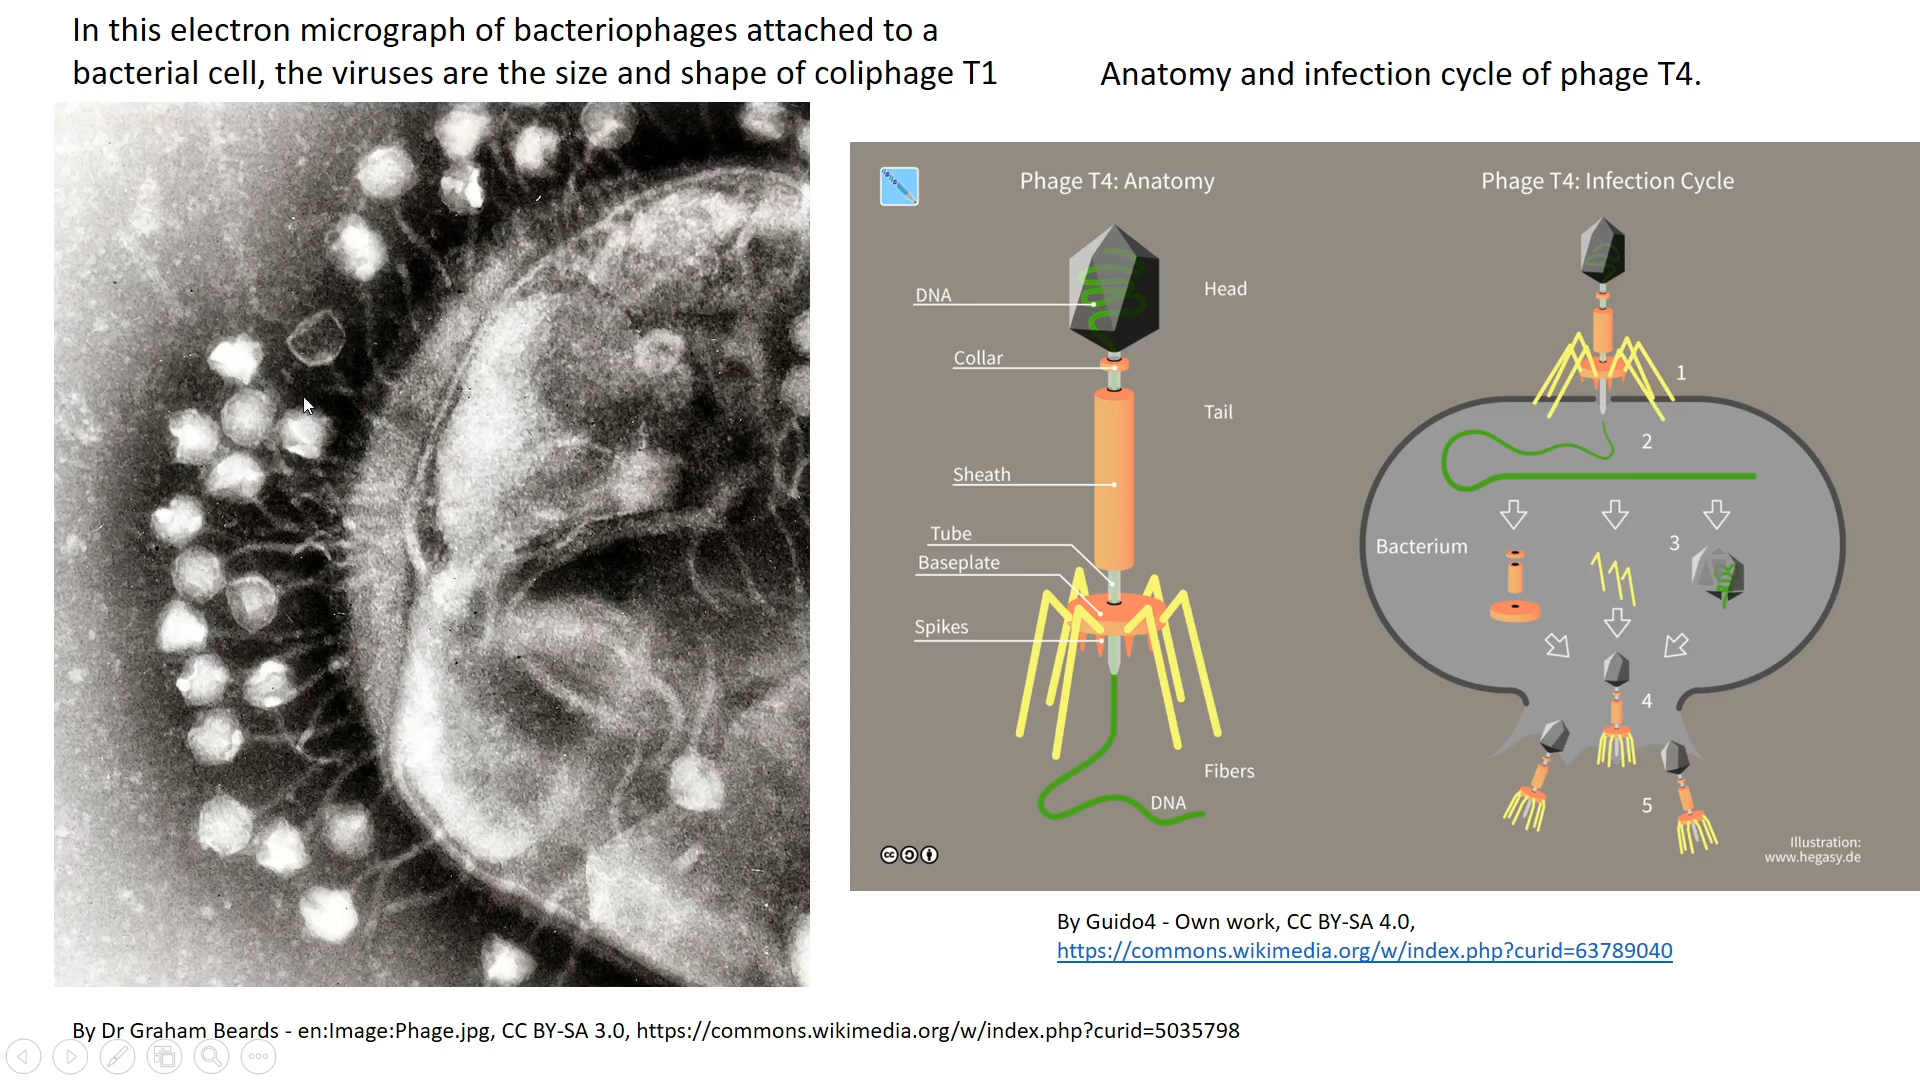 In this electron micrograph of bacteriophages attached to a
bacterial cell, the viruses are the size and shape of coliphage T1
Anatomy and infection cycle of phage T4.
Phage T4: Anatomy
DNA
Head
Collar
Tail
Sheath
Tube
Baseplate
Spikes
Fibers
DNA
cc
Phage T4: Infection Cycle
1
2
Bacterium
3
4
5
Illustration:
www.hegasy.de
By Guido4 - Own work, CC BY-SA 4.0,
https://commons.wikimedia.org/w/index.php?curid=63789040
By Dr Graham Beards - en:Image:Phage.jpg, CC BY-SA 3.0, https://commons.wikimedia.org/w/index.php?curid=5035798